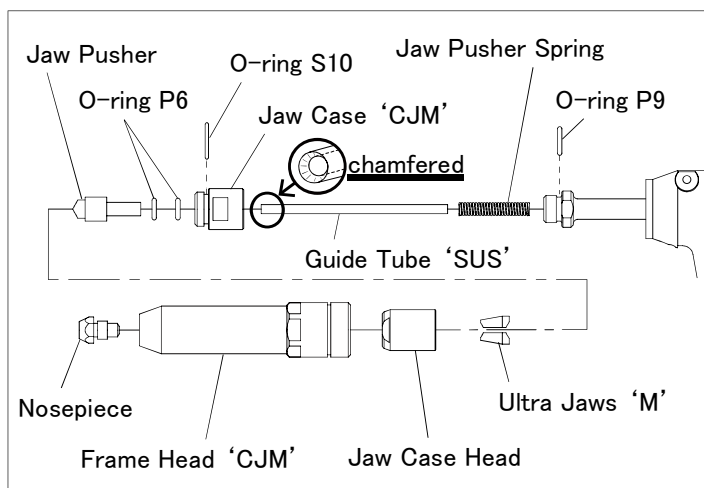 Jaw Pusher
O-ring S10
Jaw Pusher Spring
O-ring P6
Jaw Case ‘CJM’
O-ring P9
chamfered
Guide Tube ‘SUS’
Nosepiece
Ultra Jaws ‘M’
Frame Head ‘CJM’
Jaw Case Head